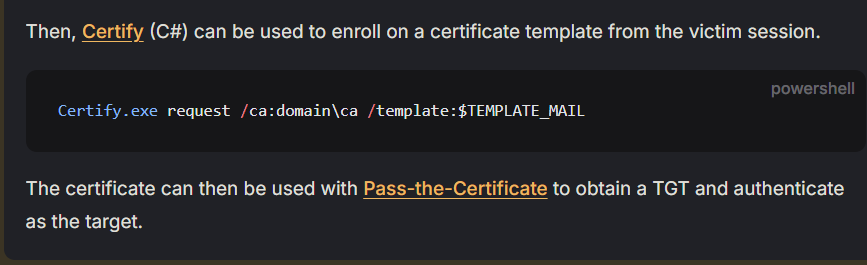 Then, Certify (C#) can be used to enroll on a certificate template from the victim session.
powershell
Certify.exe request /ca:domain\ca /template:$TEMPLATE_MAIL
The certificate can then be used with Pass-the-Certificate to obtain a TGT and authenticate
as the target.